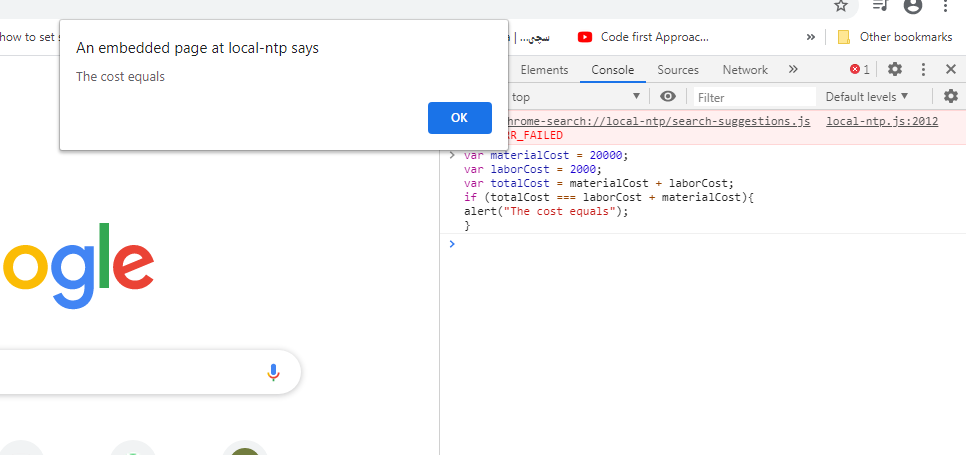 how to set s
An embedded page at local-ntp says
The cost equals
OK
a | سچی...
Code first Approac...
»
Other bookmarks
Elements Console Sources Network » 1
top Filter Default levels
chrome-search://local-ntp/search-suggestions.js local-ntp.js:2012
RR_FAILED
> var materialCost = 20000;
var laborCost = 2000;
var totalCost = materialCost + laborCost;
if (totalCost === laborCost + materialCost){
alert("The cost equals");
}
>
ogle